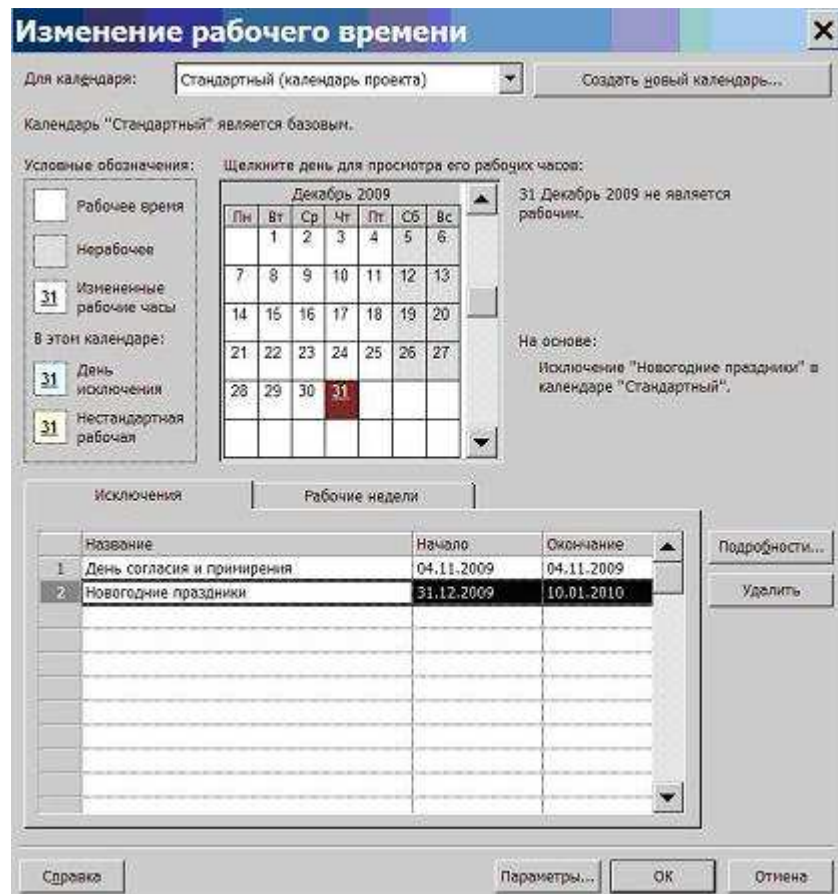 Изменение рабочего времени
Для календаря: Стандартный (календарь проекта) Создать новый календарь...
Календарь "Стандартный" является базовым.
Условные обозначения:
Рабочее время
Нерабочее
31 Измененные
рабочие часы
В этом календаре:
31 День
исключения
31 Нестандартная
рабочая
Щелкните день для просмотра его рабочих часов:
Декабрь 2009
Пн Вт Ср Чт Пт Сб Вс
1 2 3 4 5 6
7 8 9 10 11 12 13
14 15 16 17 18 19 20
21 22 23 24 25 26 27
28 29 30 31
31 Декабрь 2009 не является
рабочим.
На основе:
Исключение "Новогодние праздники" в
календаре "Стандартный".
Исключения Рабочие недели
Название Начало Окончание
1 День согласия и примирения 04.11.2009 04.11.2009
2 Новогодние праздники 31.12.2009 10.01.2010
Подробности...
Удалить
Справка Параметры... ОК Отмена